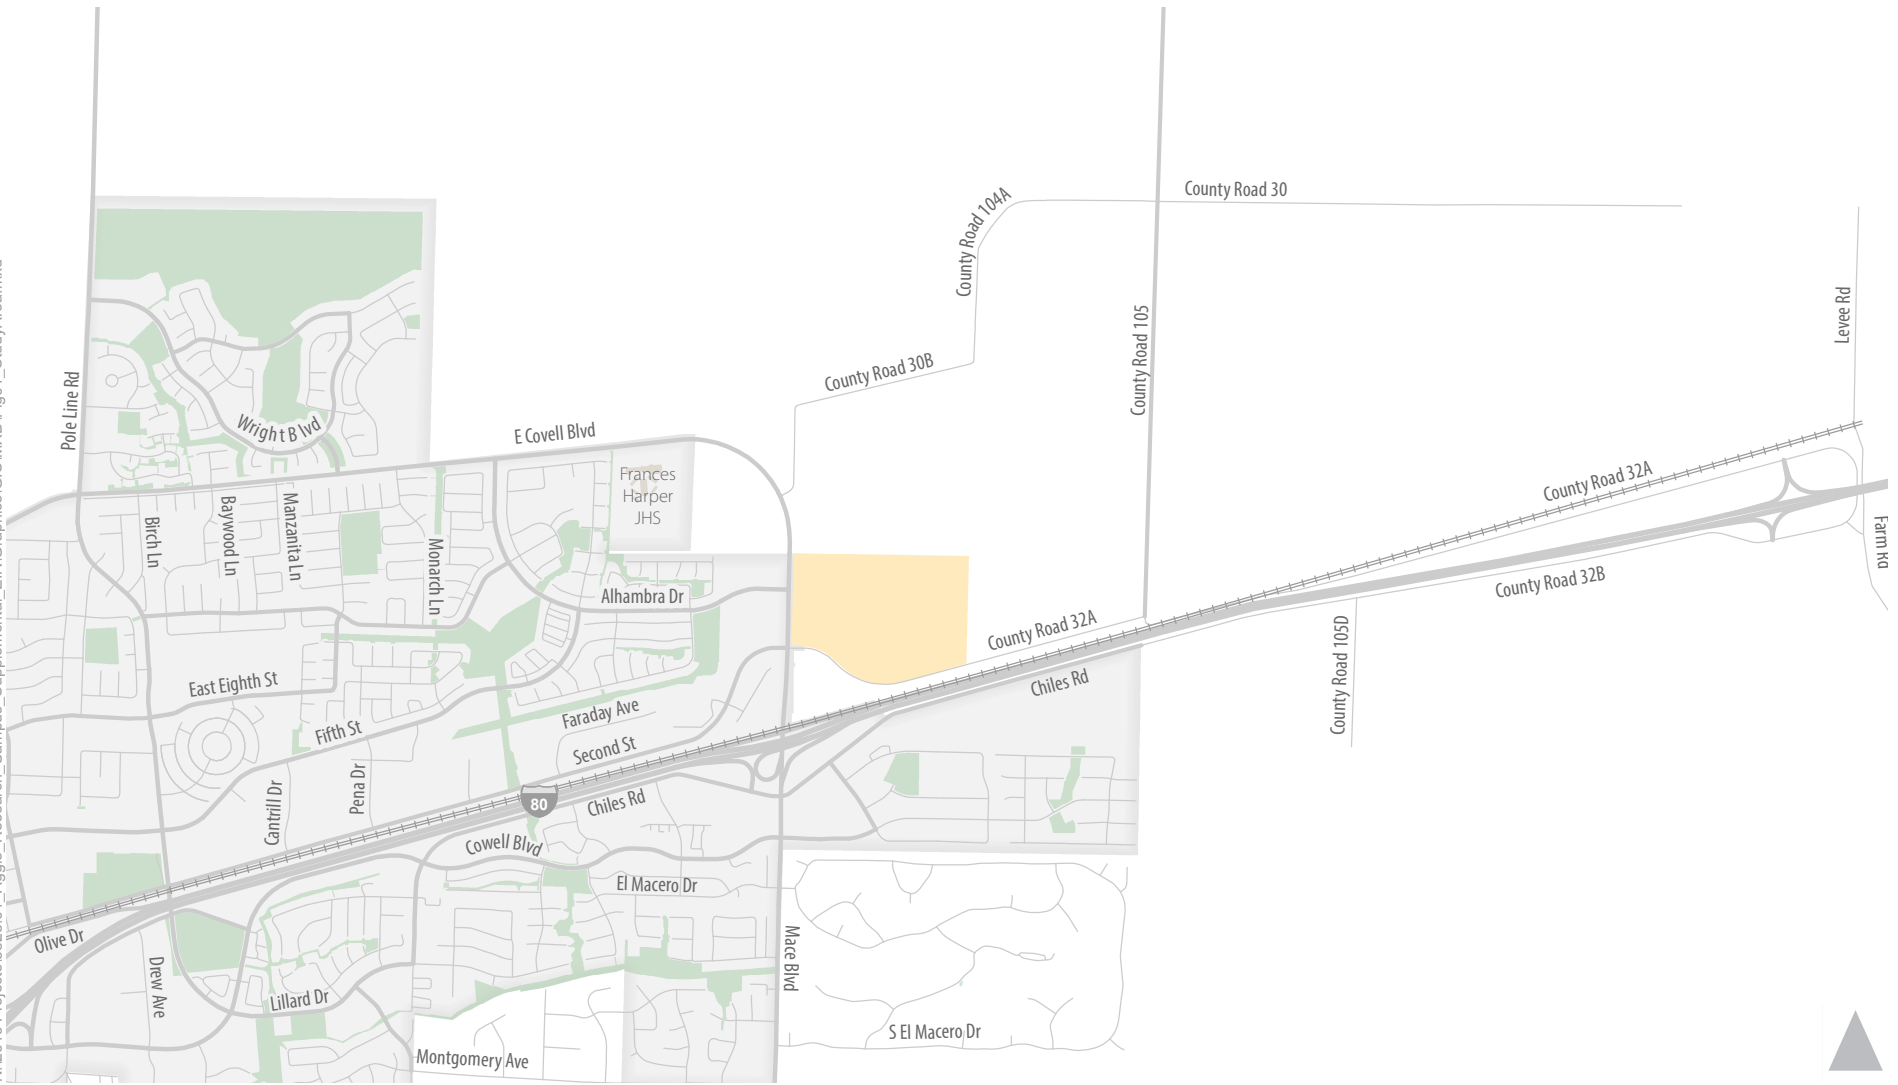 County Road 30
County Road 104A
County Road 105
Levee Rd
County Road 30B
Pole Line Rd
Wright Blvd
E Covell Blvd
Frances
Harper
JHS
County Road 32A
Birch Ln
Baywood Ln
Manzanita Ln
Monarch Ln
Farm Rd
County Road 32B
Alhambra Dr
County Road 32A
County Road 105D
East Eighth St
Chiles Rd
Faraday Ave
Fifth St
Second St
Cantrill Dr
Pena Dr
80
Chiles Rd
Cowell Blvd
El Macero Dr
Olive Dr
Mace Blvd
Drew Ave
Lillard Dr
S El Macero Dr
Montgomery Ave